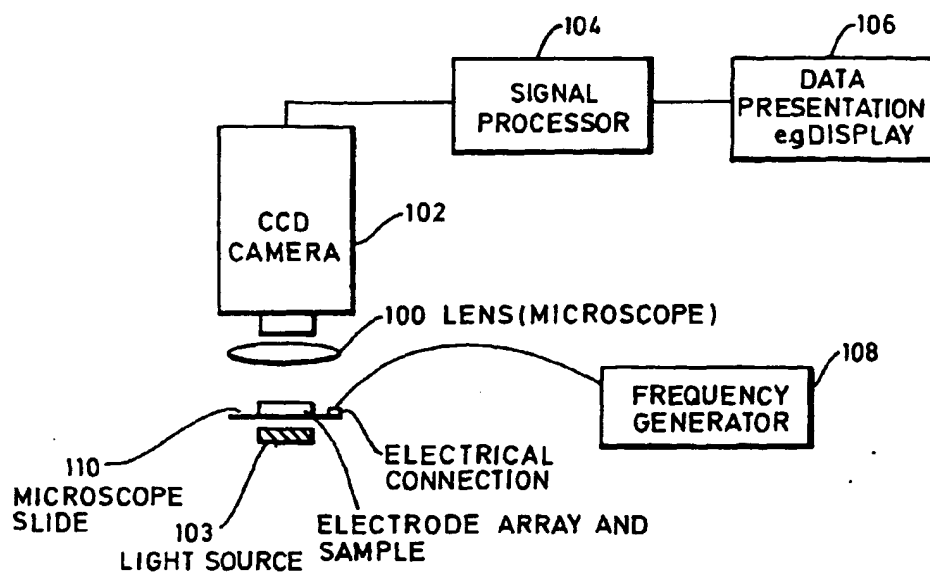 104
SIGNAL
PROCESSOR
106
DATA
PRESENTATION
e.g DISPLAY
CCD
CAMERA
102
100 LENS (MICROSCOPE)
108
FREQUENCY
GENERATOR
110
MICROSCOPE
SLIDE
103
LIGHT SOURCE
ELECTRICAL
CONNECTION
ELECTRODE ARRAY AND
SAMPLE